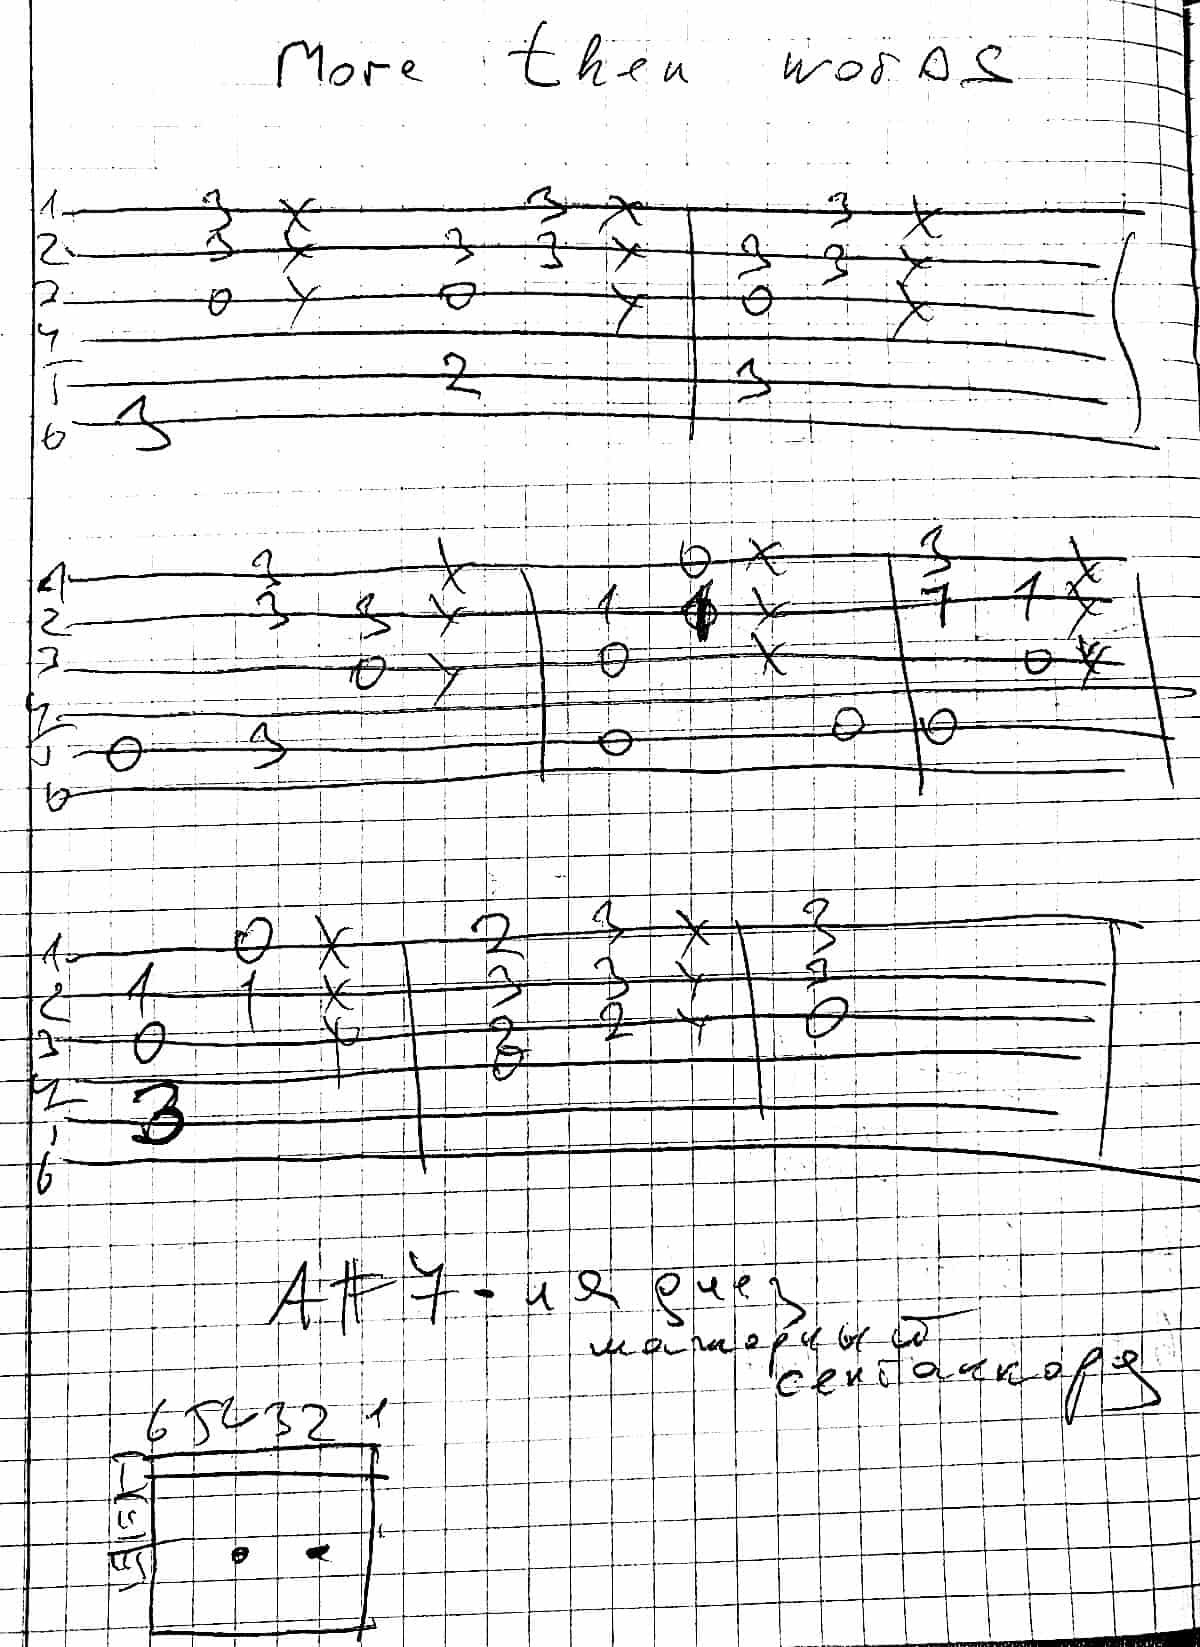 More then words
1 3 X 3 X 3 X
2 3 X 3 3 X 3 3 X
3 0 X 0 X 0 X
4
5 2 3
6 3
1 3 X 0 X 3 X
2 3 3 X 1 1 X 1 1 X
3 0 X 0 X 0 X
4
5 0 3 0 0 0
6
1 0 X 2 3 X 3
2 1 1 X 3 3 X 3
3 0 X 2 2 X 0
4 0
5 3
6
A#7 - ля диез
мажорный
септаккорд
6 5 4 3 2 1
I
II
III